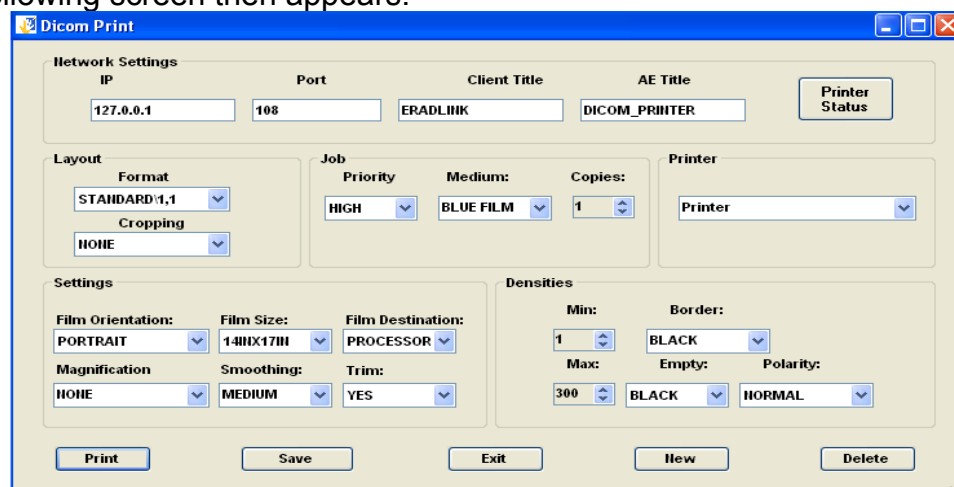 llowing screen then appears:
Dicom Print
Network Settings
IP Port Client Title AE Title
127.0.0.1 108 ERADLINK DICOM_PRINTER
Printer Status
Layout
Format
STANDARD\1,1
Cropping
NONE
Job
Priority Medium: Copies:
HIGH BLUE FILM 1
Printer
Printer
Settings
Film Orientation: Film Size: Film Destination:
PORTRAIT 14INX17IN PROCESSOR
Magnification Smoothing: Trim:
NONE MEDIUM YES
Densities
Min: Border:
1 BLACK
Max: Empty: Polarity:
300 BLACK NORMAL
Print Save Exit New Delete